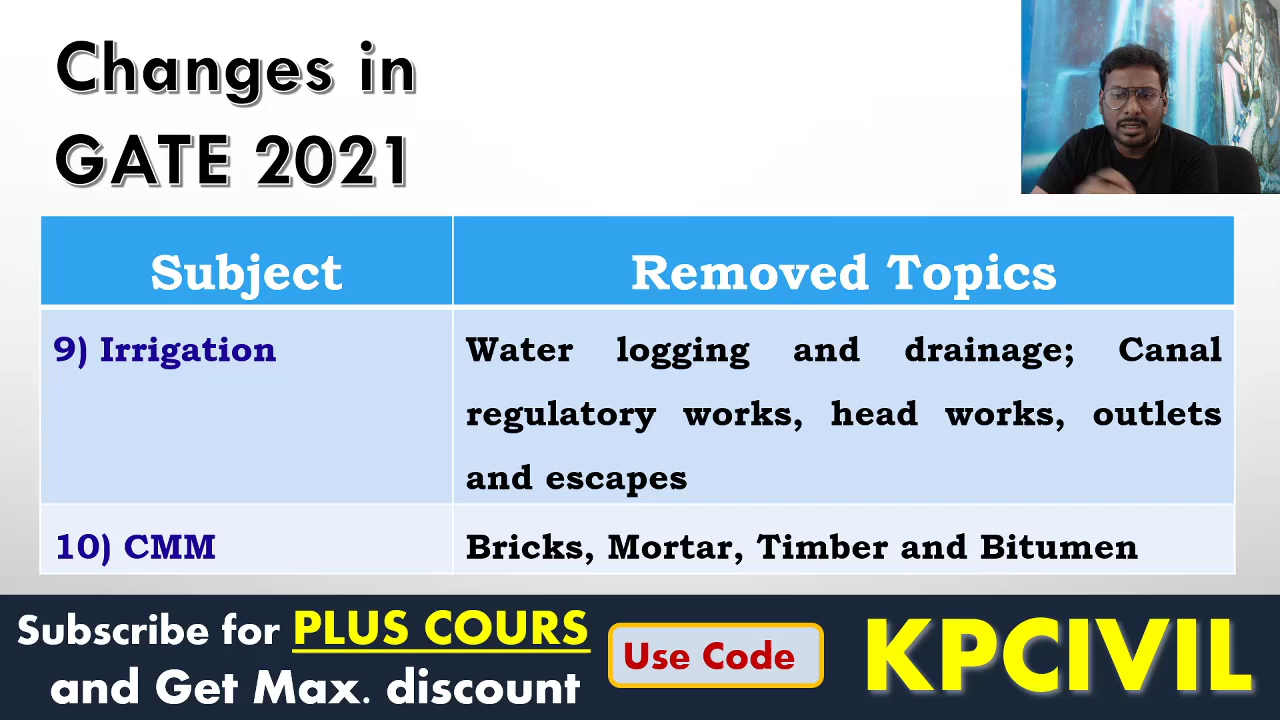 Changes in
GATE 2021
Subject Removed Topics
9) Irrigation Water logging and drainage; Canal
regulatory works, head works, outlets
and escapes
10) CMM Bricks, Mortar, Timber and Bitumen
Subscribe for PLUS COURS
and Get Max. discount
Use Code
KPCIVIL